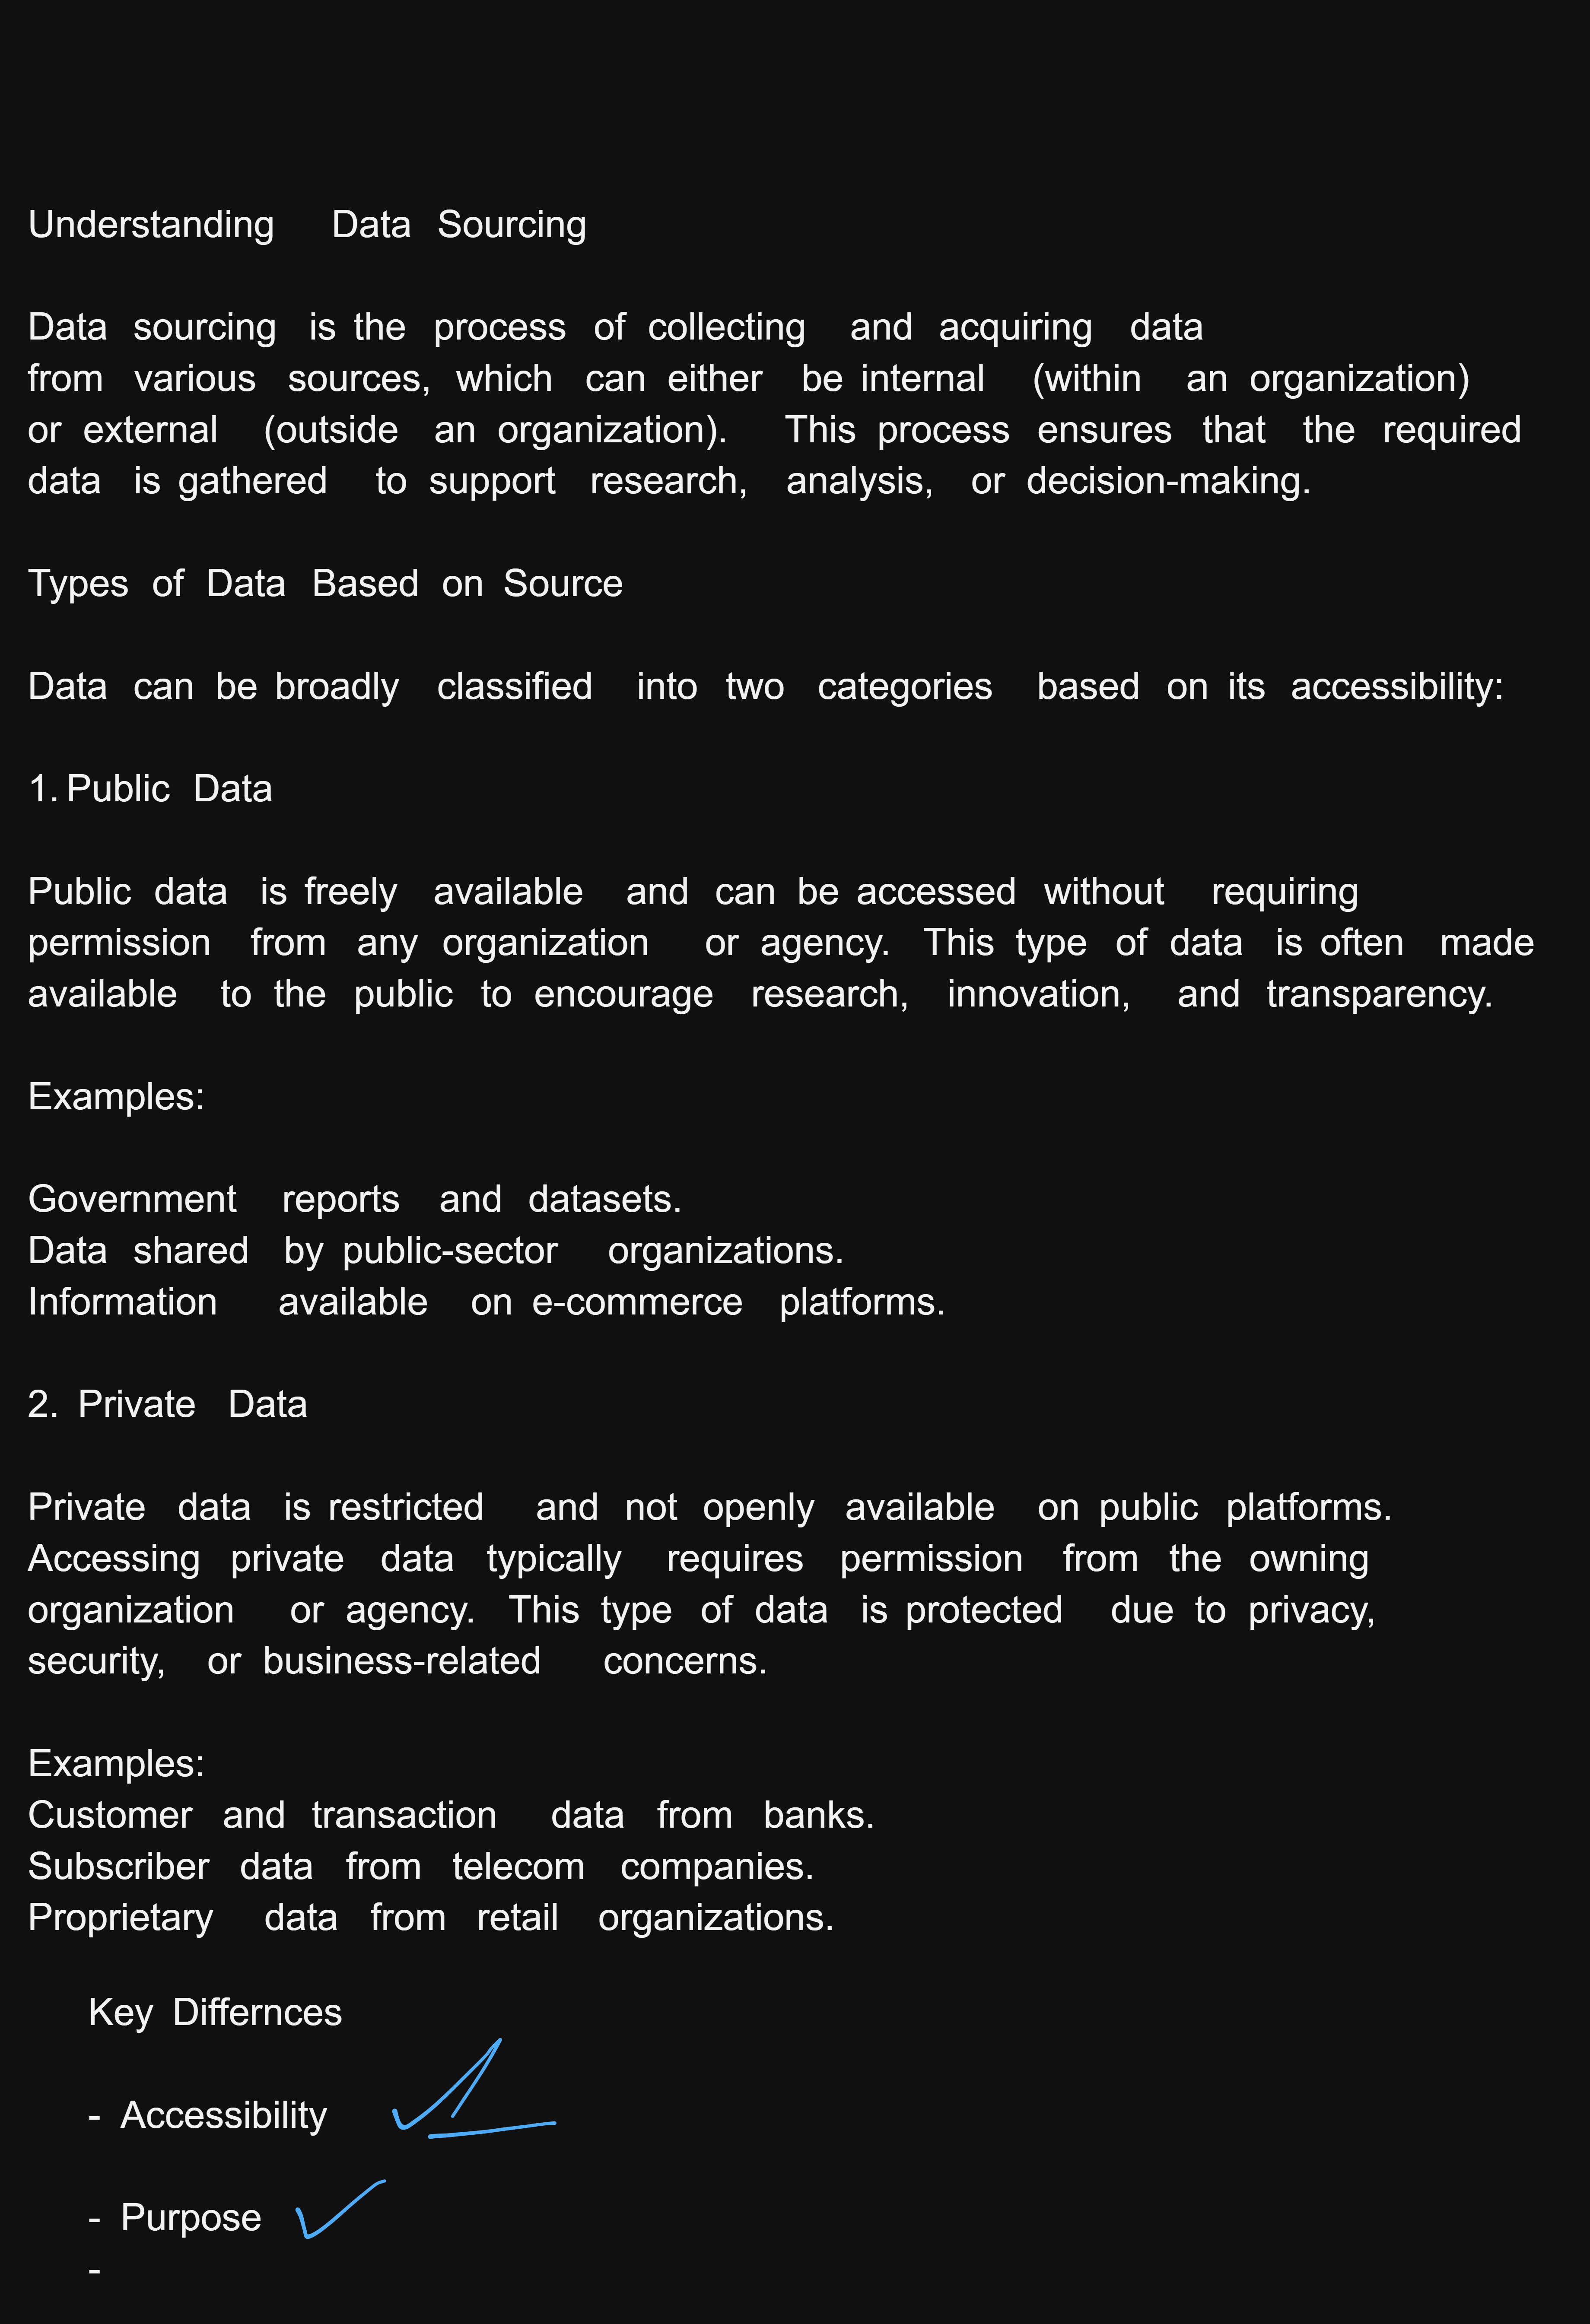 Understanding Data Sourcing
Data sourcing is the process of collecting and acquiring data
from various sources, which can either be internal (within an organization)
or external (outside an organization). This process ensures that the required
data is gathered to support research, analysis, or decision-making.
Types of Data Based on Source
Data can be broadly classified into two categories based on its accessibility:
1. Public Data
Public data is freely available and can be accessed without requiring
permission from any organization or agency. This type of data is often made
available to the public to encourage research, innovation, and transparency.
Examples:
Government reports and datasets.
Data shared by public-sector organizations.
Information available on e-commerce platforms.
2. Private Data
Private data is restricted and not openly available on public platforms.
Accessing private data typically requires permission from the owning
organization or agency. This type of data is protected due to privacy,
security, or business-related concerns.
Examples:
Customer and transaction data from banks.
Subscriber data from telecom companies.
Proprietary data from retail organizations.
Key Differnces
- Accessibility
- Purpose
-